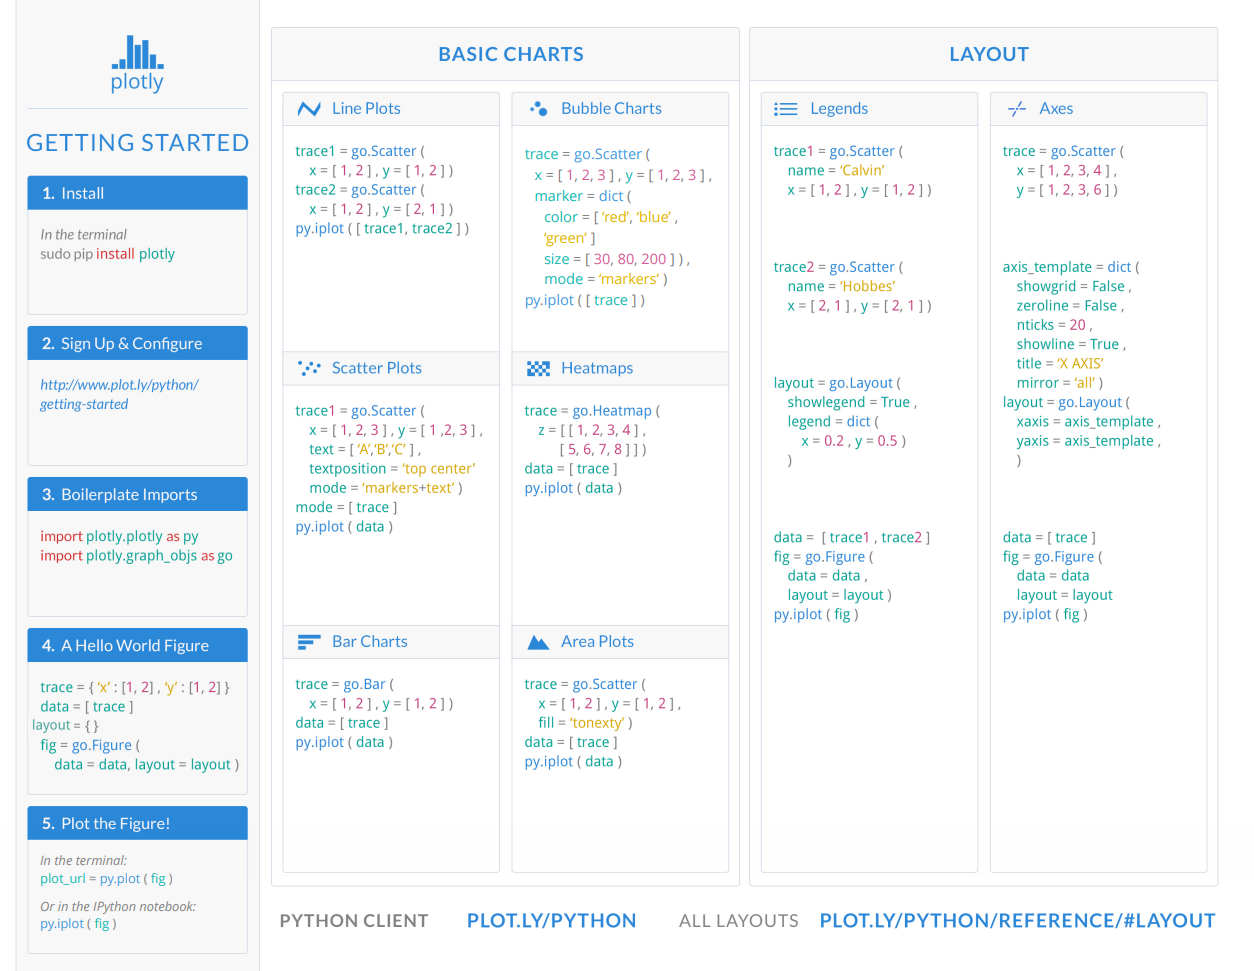 plotly
GETTING STARTED
1. Install
In the terminal
sudo pip install plotly
2. Sign Up & Configure
http://www.plot.ly/python/
getting-started
3. Boilerplate Imports
import plotly.plotly as py
import plotly.graph_objs as go
4. A Hello World Figure
trace = { ‘x’ : [1, 2] , ‘y’ : [1, 2] }
data = [ trace ]
layout = { }
fig = go.Figure (
data = data, layout = layout )
5. Plot the Figure!
In the terminal:
plot_url = py.plot ( fig )
Or in the IPython notebook:
py.iplot ( fig )
BASIC CHARTS
Line Plots
trace1 = go.Scatter (
x = [ 1, 2 ] , y = [ 1, 2 ] )
trace2 = go.Scatter (
x = [ 1, 2 ] , y = [ 2, 1 ] )
py.iplot ( [ trace1, trace2 ] )
Bubble Charts
trace = go.Scatter (
x = [ 1, 2, 3 ] , y = [ 1, 2, 3 ] ,
marker = dict (
color = [ ‘red’, ‘blue’ ,
‘green’ ]
size = [ 30, 80, 200 ] ) ,
mode = ‘markers’ )
py.iplot ( [ trace ] )
Scatter Plots
trace1 = go.Scatter (
x = [ 1, 2, 3 ] , y = [ 1 ,2, 3 ] ,
text = [ ‘A’,‘B’,‘C’ ] ,
textposition = ‘top center’
mode = ‘markers+text’ )
mode = [ trace ]
py.iplot ( data )
Heatmaps
trace = go.Heatmap (
z = [ [ 1, 2, 3, 4 ] ,
[ 5, 6, 7, 8 ] ] )
data = [ trace ]
py.iplot ( data )
Bar Charts
trace = go.Bar (
x = [ 1, 2 ] , y = [ 1, 2 ] )
data = [ trace ]
py.iplot ( data )
Area Plots
trace = go.Scatter (
x = [ 1, 2 ] , y = [ 1, 2 ] ,
fill = ‘tonexty’ )
data = [ trace ]
py.iplot ( data )
LAYOUT
Legends
trace1 = go.Scatter (
name = ‘Calvin’
x = [ 1, 2 ] , y = [ 1, 2 ] )
trace2 = go.Scatter (
name = ‘Hobbes’
x = [ 2, 1 ] , y = [ 2, 1 ] )
layout = go.Layout (
showlegend = True ,
legend = dict (
x = 0.2 , y = 0.5 )
)
data = [ trace1 , trace2 ]
fig = go.Figure (
data = data ,
layout = layout )
py.iplot ( fig )
Axes
trace = go.Scatter (
x = [ 1, 2, 3, 4 ] ,
y = [ 1, 2, 3, 6 ] )
axis_template = dict (
showgrid = False ,
zeroline = False ,
nticks = 20 ,
showline = True ,
title = ‘X AXIS’
mirror = ‘all’ )
layout = go.Layout (
xaxis = axis_template ,
yaxis = axis_template ,
)
data = [ trace ]
fig = go.Figure (
data = data
layout = layout
py.iplot ( fig )
PYTHON CLIENT PLOT.LY/PYTHON ALL LAYOUTS PLOT.LY/PYTHON/REFERENCE/#LAYOUT